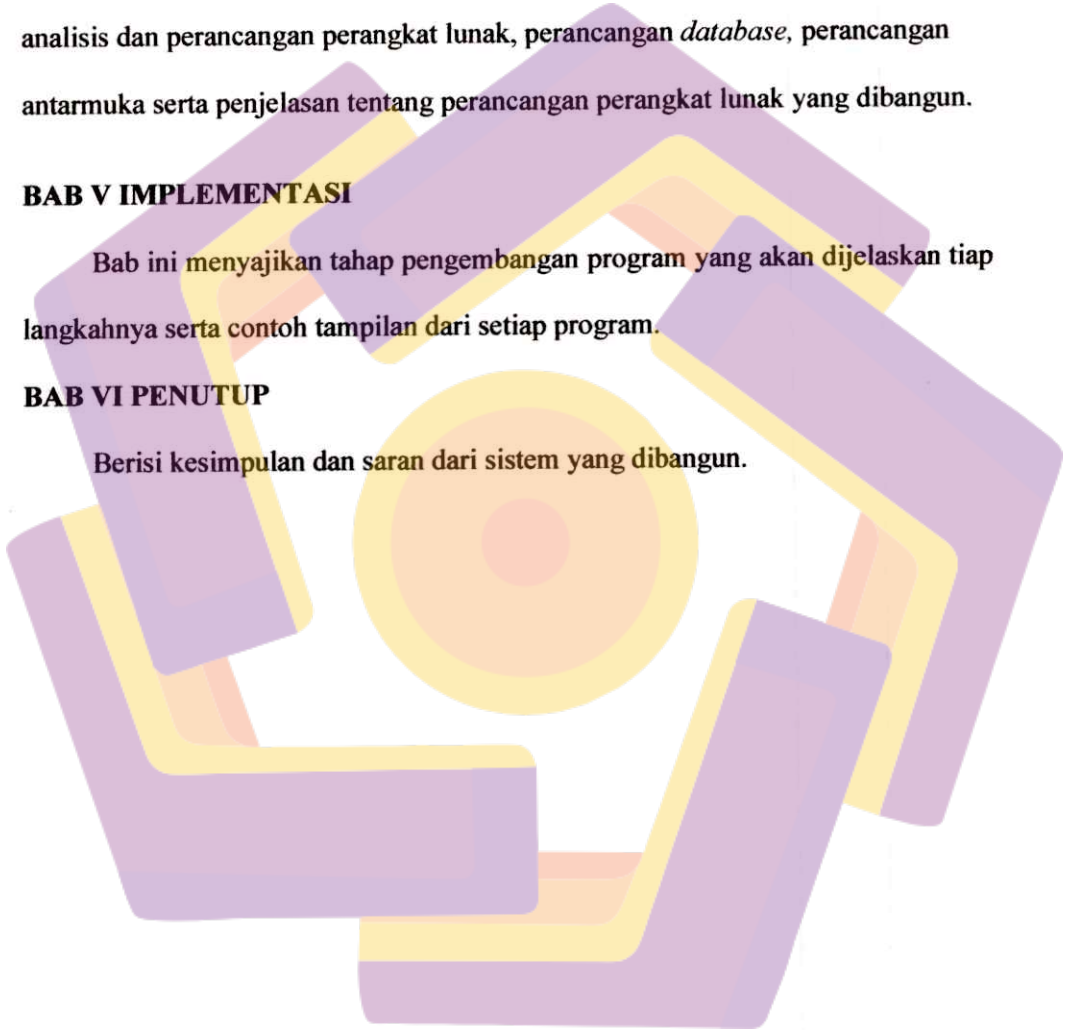 analisis dan perancangan perangkat lunak, perancangan database, perancangan
antarmuka serta penjelasan tentang perancangan perangkat lunak yang dibangun.
BAB V IMPLEMENTASI
Bab ini menyajikan tahap pengembangan program yang akan dijelaskan tiap
langkahnya serta contoh tampilan dari setiap program.
BAB VI PENUTUP
Berisi kesimpulan dan saran dari sistem yang dibangun.